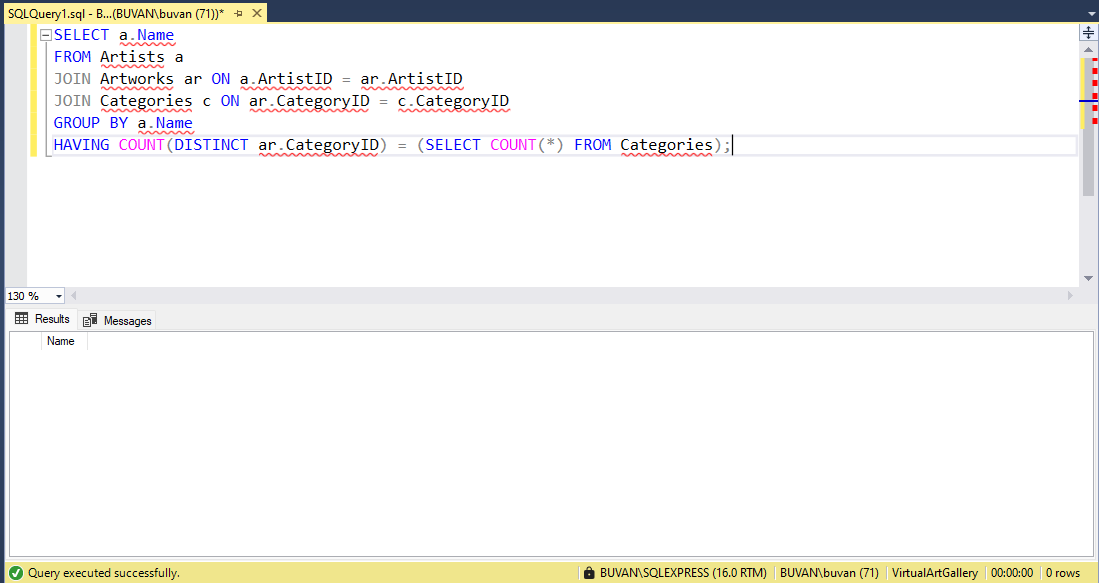 SQLQuery1.sql - B...(BUVAN\buvan (71))*
SELECT a.Name
FROM Artists a
JOIN Artworks ar ON a.ArtistID = ar.ArtistID
JOIN Categories c ON ar.CategoryID = c.CategoryID
GROUP BY a.Name
HAVING COUNT(DISTINCT ar.CategoryID) = (SELECT COUNT(*) FROM Categories);
130 %
Results Messages
Name
Query executed successfully. BUVAN\SQLEXPRESS (16.0 RTM) BUVAN\buvan (71) VirtualArtGallery 00:00:00 0 rows